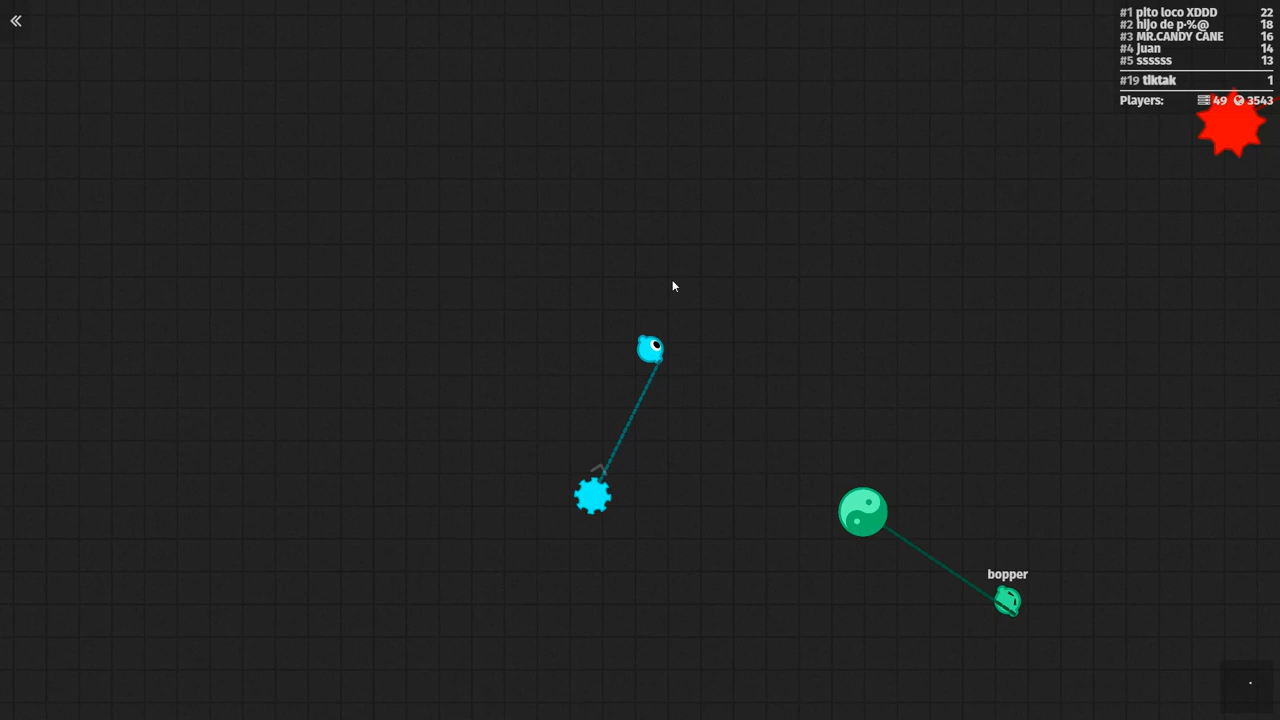 #1 pito loco XDDD 22
#2 hijo de p-%@ 18
#3 MR.CANDY CANE 16
#4 Juan 14
#5 ssssss 13
#19 tiktak 1
Players: 49 3543
bopper